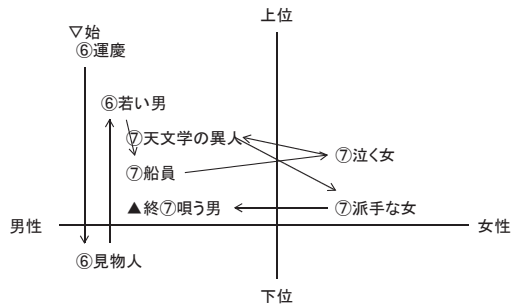 上位
▽始
⑥運慶
⑥若い男
⑦天文学の異人
⑦泣く女
⑦船員
▲終⑦唄う男
⑦派手な女
男性
女性
⑥見物人
下位